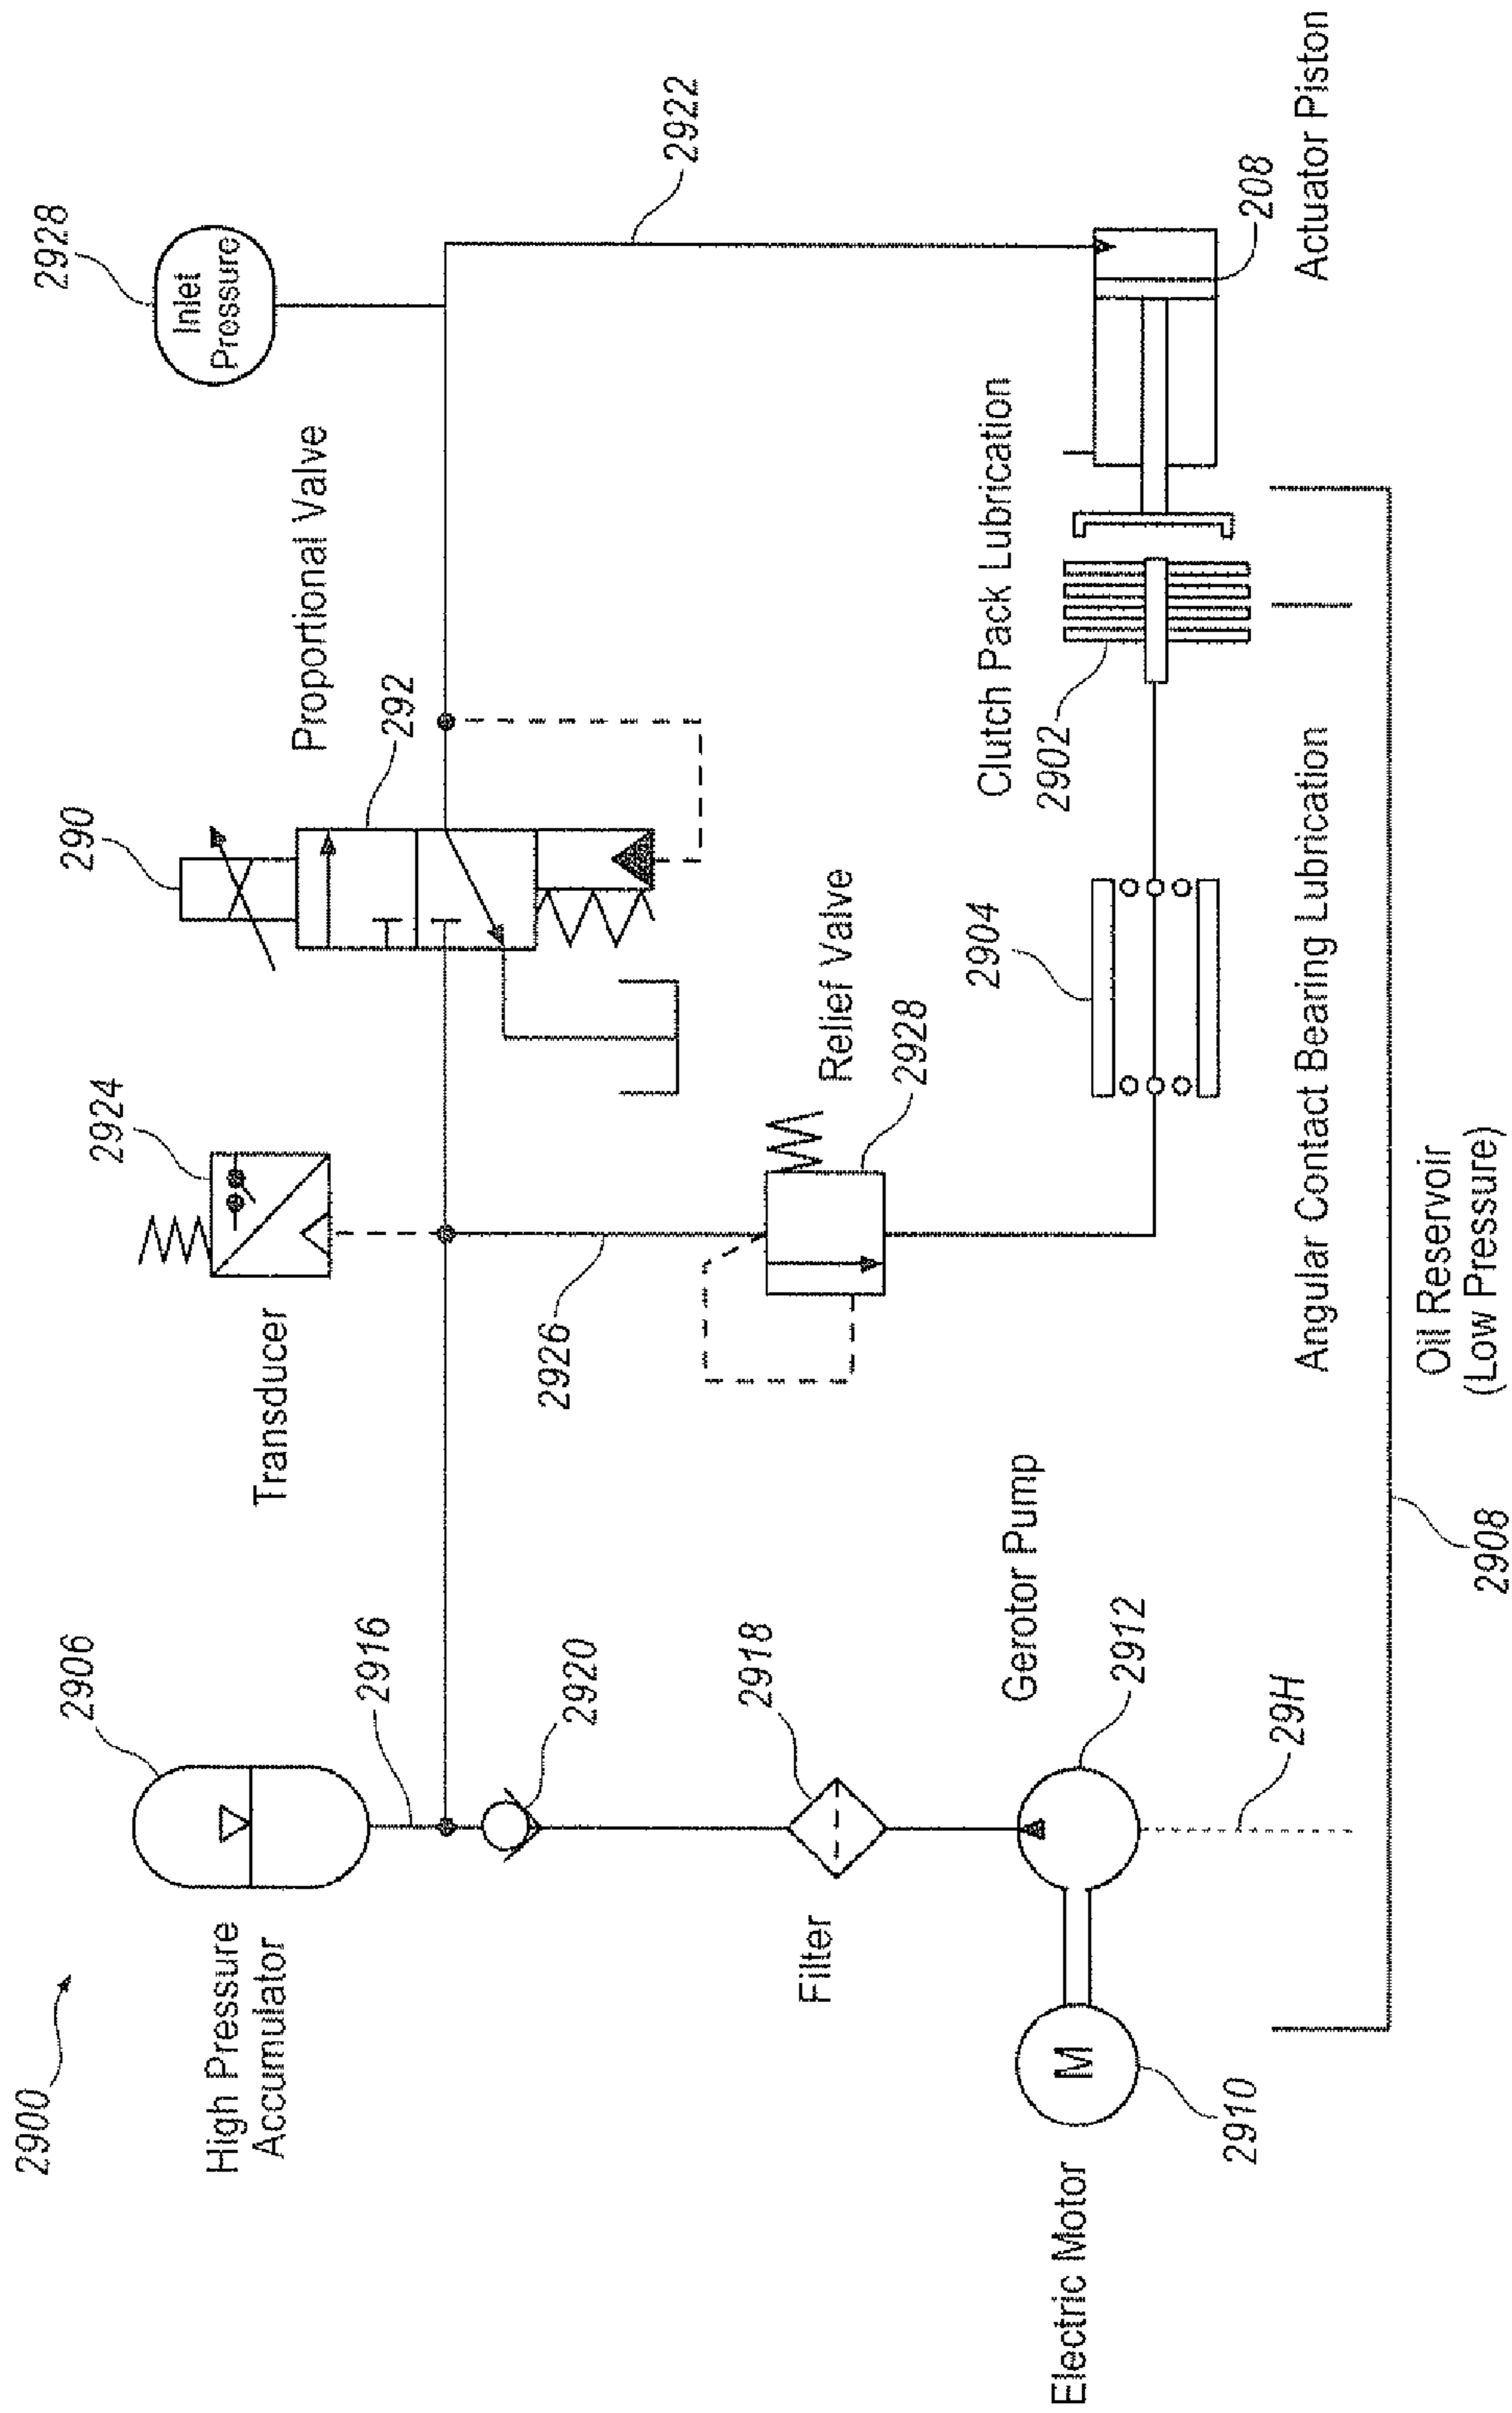 2900
High Pressure
Accumulator
2906
2916
2920
Filter
2918
Electric Motor
M
2910
Gerotor Pump
2912
29H
Transducer
2924
2926
Relief Valve
2928
290
292
Proportional Valve
2928
Inlet
Pressure
2922
Clutch Pack Lubrication
2902
2904
Angular Contact Bearing Lubrication
208
Actuator Piston
2908
Oil Reservoir
(Low Pressure)